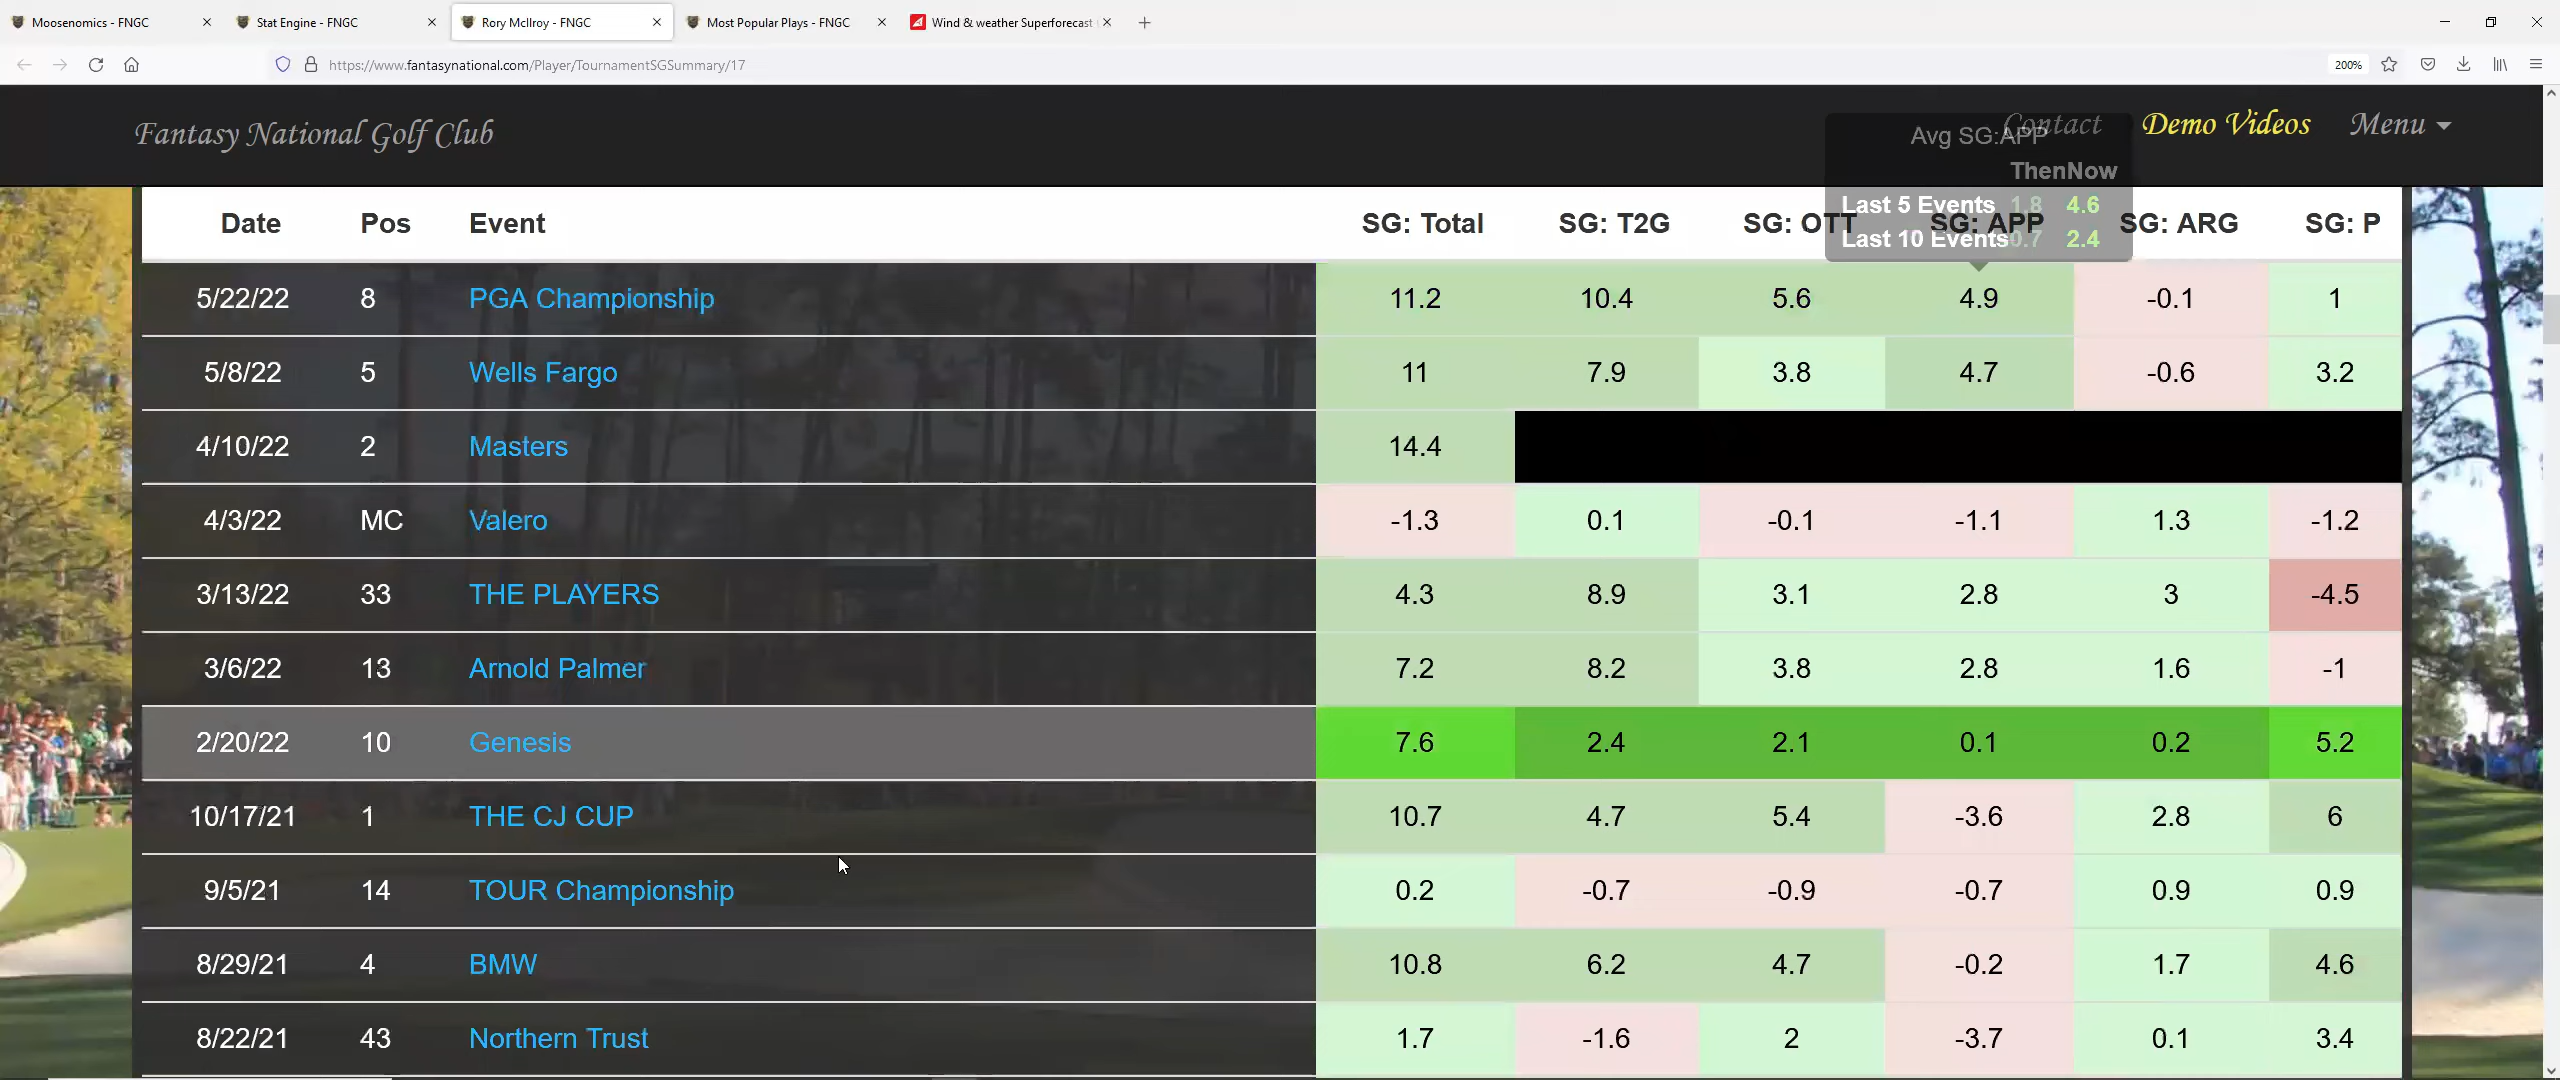 Moosenomics - FNGC
Stat Engine - FNGC
Rory McIlroy - FNGC
Most Popular Plays - FNGC
Wind & weather Superforecast
https://www.fantasynational.com/Player/TournamentSGSummary/17
200%
Fantasy National Golf Club
Contact Demo Videos Menu
Avg SG:APP
ThenNow
Last 5 Events 1.8 4.6
Last 10 Events 0.7 2.4
Date Pos Event SG: Total SG: T2G SG: OTT SG: APP SG: ARG SG: P
5/22/22 8 PGA Championship 11.2 10.4 5.6 4.9 -0.1 1
5/8/22 5 Wells Fargo 11 7.9 3.8 4.7 -0.6 3.2
4/10/22 2 Masters 14.4
4/3/22 MC Valero -1.3 0.1 -0.1 -1.1 1.3 -1.2
3/13/22 33 THE PLAYERS 4.3 8.9 3.1 2.8 3 -4.5
3/6/22 13 Arnold Palmer 7.2 8.2 3.8 2.8 1.6 -1
2/20/22 10 Genesis 7.6 2.4 2.1 0.1 0.2 5.2
10/17/21 1 THE CJ CUP 10.7 4.7 5.4 -3.6 2.8 6
9/5/21 14 TOUR Championship 0.2 -0.7 -0.9 -0.7 0.9 0.9
8/29/21 4 BMW 10.8 6.2 4.7 -0.2 1.7 4.6
8/22/21 43 Northern Trust 1.7 -1.6 2 -3.7 0.1 3.4